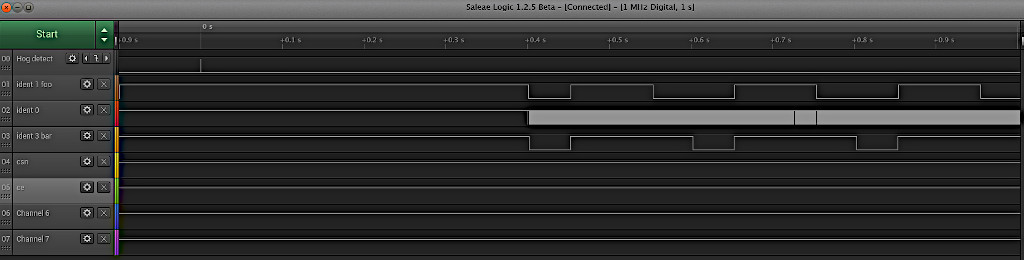 Saleae Logic 1.2.5 Beta - [Connected] - [1 MHz Digital, 1 s]
Start
0 s
+0.9 s +0.1 s +0.2 s +0.3 s +0.4 s +0.5 s +0.6 s +0.7 s +0.8 s +0.9 s
00 Hog detect
01 ident 1 foo
02 ident 0
03 ident 3 bar
04 csn
05 ce
06 Channel 6
07 Channel 7